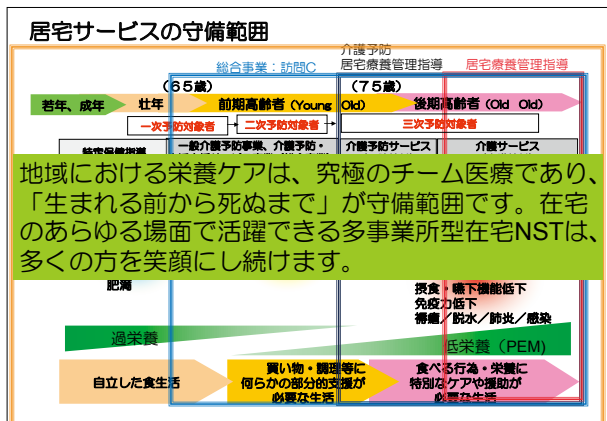 居宅サービスの守備範囲
介護予防
総合事業：訪問C
居宅療養管理指導
居宅療養管理指導
（65歳）
（75歳）
若年、成年
壮年
前期高齢者（Young Old）
後期高齢者（Old Old）
一次予防対象者
二次予防対象者
三次予防対象者
特定保健指導
一般介護予防事業、介護予防・
介護予防サービス
介護サービス
地域における栄養ケアは、究極のチーム医療であり、
「生まれる前から死ぬまで」が守備範囲です。在宅
のあらゆる場面で活躍できる多事業所型在宅NSTは、
多くの方を笑顔にし続けます。
肥満
摂食・嚥下機能低下
免疫力低下
褥瘡／脱水／肺炎／感染
過栄養
低栄養（PEM）
自立した食生活
買い物・調理等に
何らかの部分的支援が
必要な生活
食べる行為・栄養に
特別なケアや援助が
必要な生活